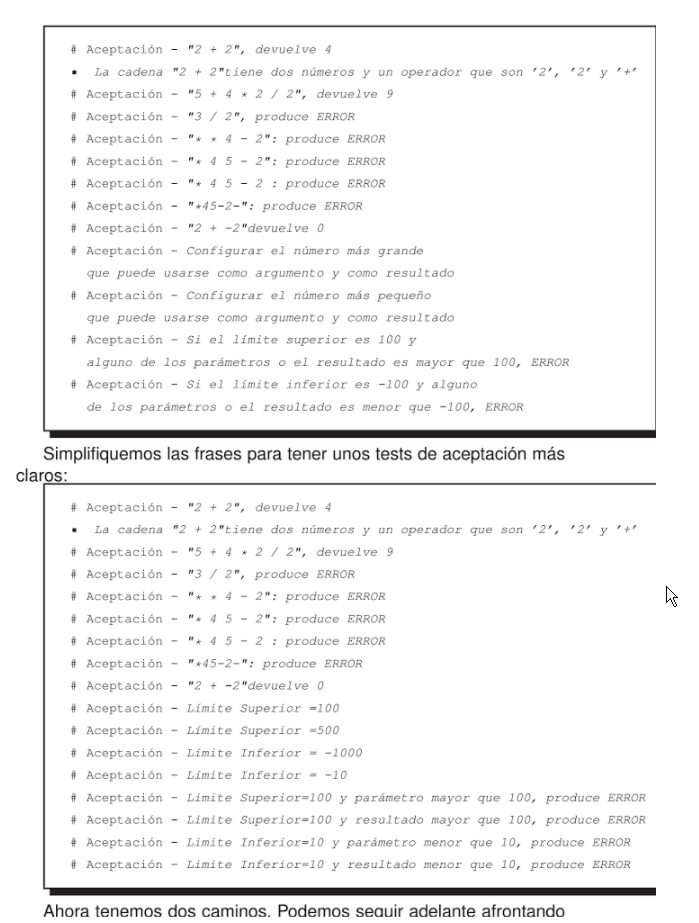 # Aceptación - "2 + 2", devuelve 4
▪ La cadena "2 + 2"tiene dos números y un operador que son '2', '2' y '+'
# Aceptación - "5 + 4 * 2 / 2", devuelve 9
# Aceptación - "3 / 2", produce ERROR
# Aceptación - "* * 4 - 2": produce ERROR
# Aceptación - "* 4 5 - 2": produce ERROR
# Aceptación - "* 4 5 - 2 : produce ERROR
# Aceptación - "*45-2-": produce ERROR
# Aceptación - "2 + -2"devuelve 0
# Aceptación - Configurar el número más grande
que puede usarse como argumento y como resultado
# Aceptación - Configurar el número más pequeño
que puede usarse como argumento y como resultado
# Aceptación - Si el límite superior es 100 y
alguno de los parámetros o el resultado es mayor que 100, ERROR
# Aceptación - Si el límite inferior es -100 y alguno
de los parámetros o el resultado es menor que -100, ERROR
Simplifiquemos las frases para tener unos tests de aceptación más
claros:
# Aceptación - "2 + 2", devuelve 4
▪ La cadena "2 + 2"tiene dos números y un operador que son '2', '2' y '+'
# Aceptación - "5 + 4 * 2 / 2", devuelve 9
# Aceptación - "3 / 2", produce ERROR
# Aceptación - "* * 4 - 2": produce ERROR
# Aceptación - "* 4 5 - 2": produce ERROR
# Aceptación - "* 4 5 - 2 : produce ERROR
# Aceptación - "*45-2-": produce ERROR
# Aceptación - "2 + -2"devuelve 0
# Aceptación - Límite Superior =100
# Aceptación - Límite Superior =500
# Aceptación - Límite Inferior = -1000
# Aceptación - Límite Inferior = -10
# Aceptación - Limite Superior=100 y parámetro mayor que 100, produce ERROR
# Aceptación - Limite Superior=100 y resultado mayor que 100, produce ERROR
# Aceptación - Limite Inferior=10 y parámetro menor que 10, produce ERROR
# Aceptación - Limite Inferior=10 y resultado menor que 10, produce ERROR
Ahora tenemos dos caminos. Podemos seguir adelante afrontando